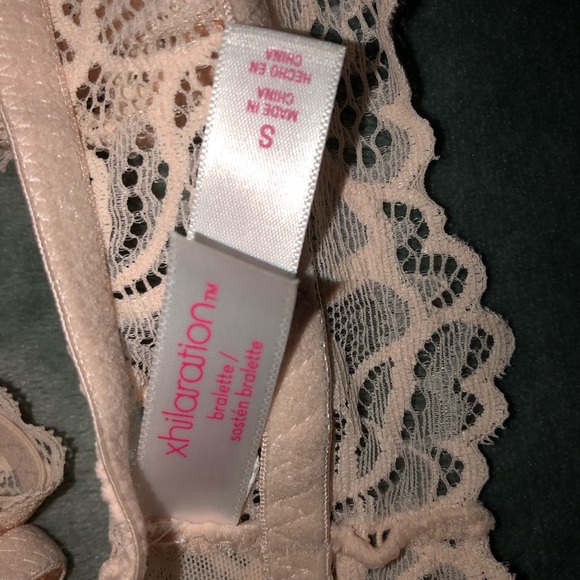 S
MADE IN
CHINA
HECHO EN
CHINA
xhilaration™
bralette /
sostén bralette